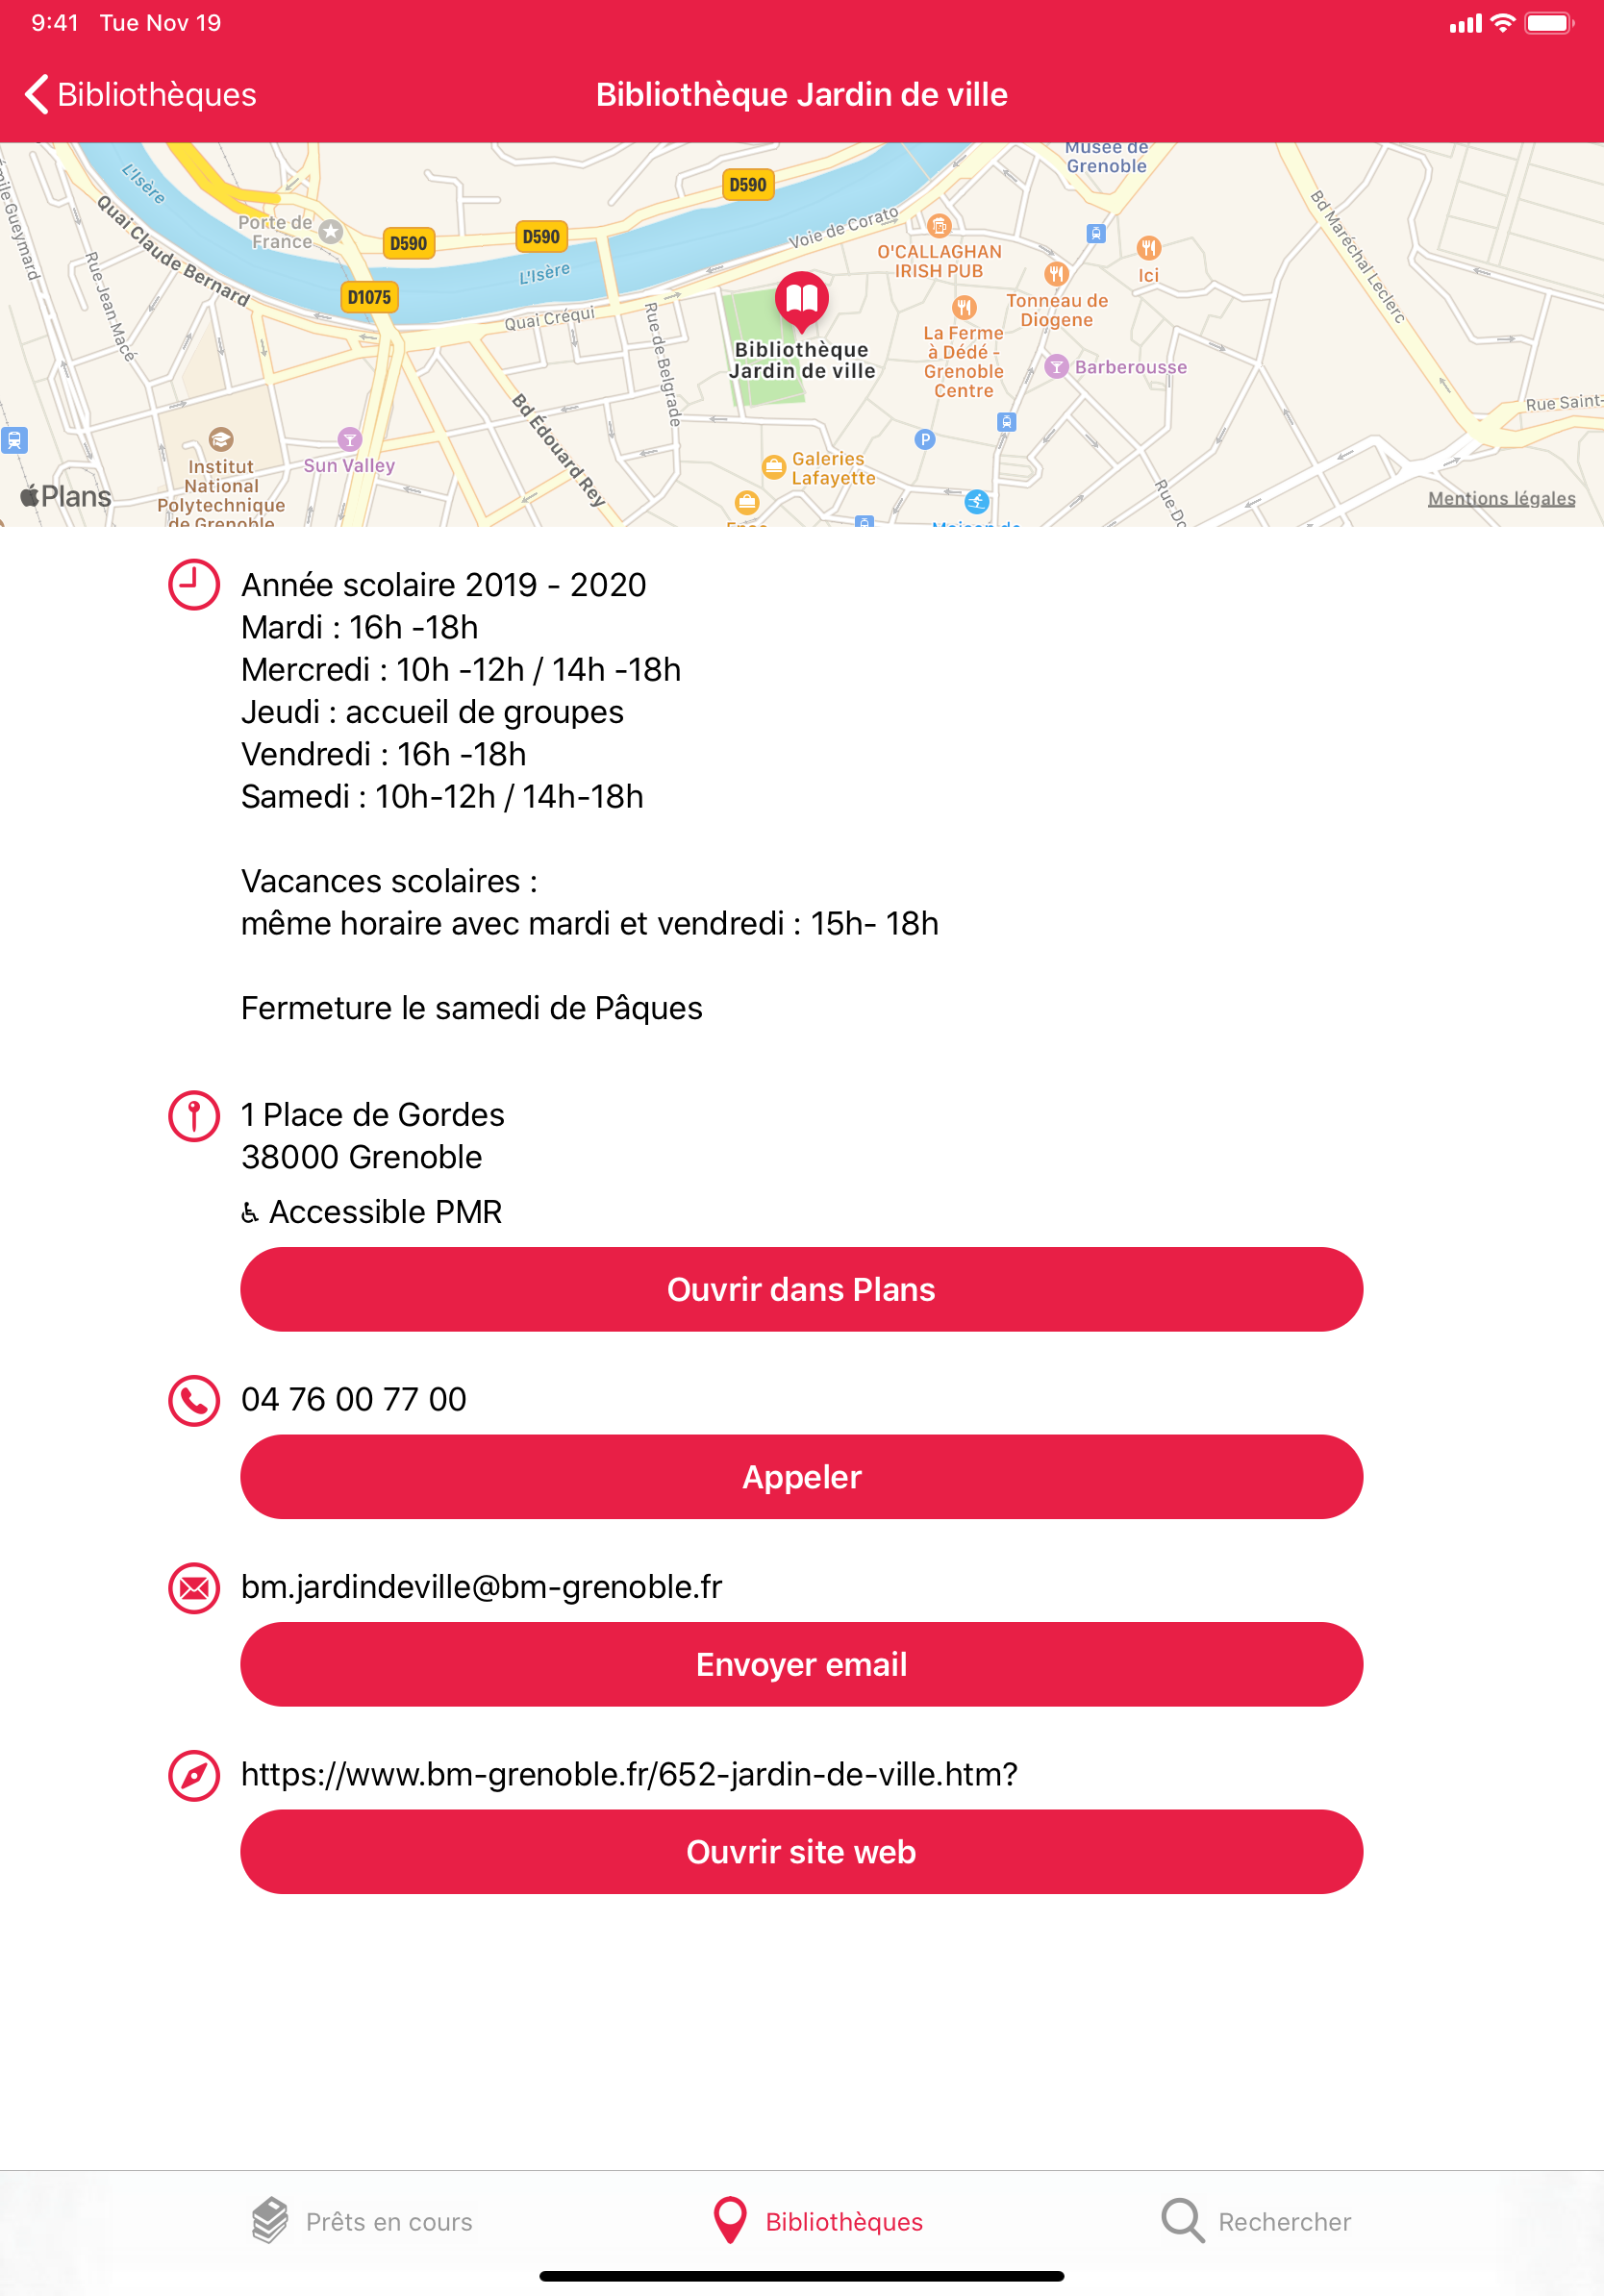 9:41 Tue Nov 19
Bibliothèques
Bibliothèque Jardin de ville
Musée de
Grenoble
L'Isère
Quai Claude Bernard
Porte de
France
D590
D590
D590
D1075
L'Isère
Voie de Corato
O'CALLAGHAN
IRISH PUB
Ici
Tonneau de
Diogene
La Ferme
à Dédé -
Grenoble
Centre
Barberousse
Bd Maréchal Leclerc
Rue Jean Macé
Quai Créqui
Rue de Belgrade
Bibliothèque
Jardin de ville
Rue Saint-
P
Bd Édouard Rey
Institut
National
Polytechnique
de Grenoble
Sun Valley
Galeries
Lafayette
Plans
Mentions légales
Année scolaire 2019 - 2020
Mardi : 16h -18h
Mercredi : 10h -12h / 14h -18h
Jeudi : accueil de groupes
Vendredi : 16h -18h
Samedi : 10h-12h / 14h-18h
Vacances scolaires :
même horaire avec mardi et vendredi : 15h- 18h
Fermeture le samedi de Pâques
1 Place de Gordes
38000 Grenoble
♿︎ Accessible PMR
Ouvrir dans Plans
04 76 00 77 00
Appeler
bm.jardindeville@bm-grenoble.fr
Envoyer email
https://www.bm-grenoble.fr/652-jardin-de-ville.htm?
Ouvrir site web
Prêts en cours
Bibliothèques
Rechercher